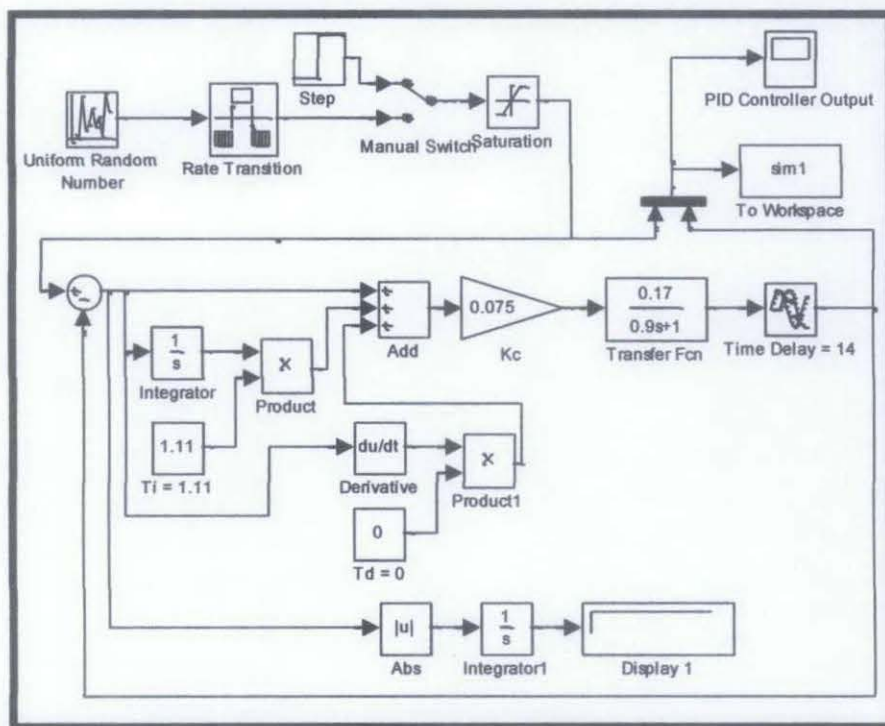 Step
PID Controller Output
Uniform Random
Number
Rate Transition
Manual Switch
Saturation
sim1
To Workspace
+
−
+
+
+
Add
0.075
Kc
0.17
0.9s+1
Transfer Fcn
Time Delay = 14
1
s
Integrator
X
Product
1.11
Ti = 1.11
du/dt
Derivative
X
Product1
0
Td = 0
|u|
Abs
1
s
Integrator1
Display 1